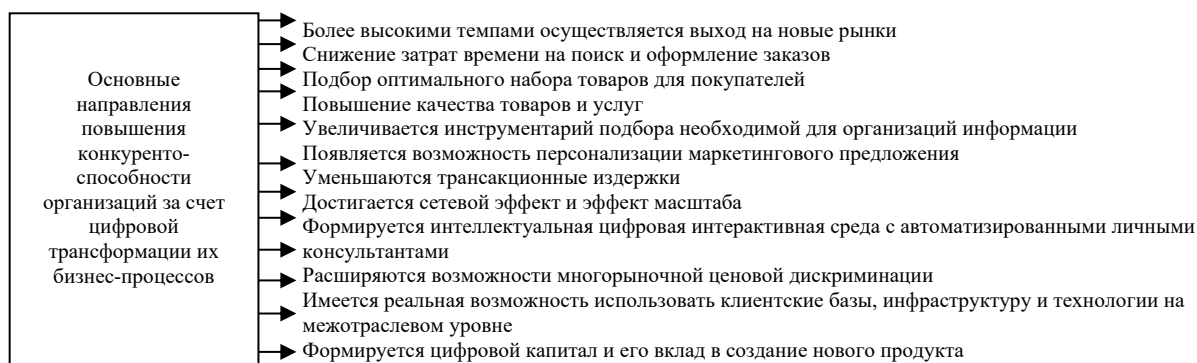 Основные
направления
повышения
конкуренто-
способности
организаций за счет
цифровой
трансформации их
бизнес-процессов
Более высокими темпами осуществляется выход на новые рынки
Снижение затрат времени на поиск и оформление заказов
Подбор оптимального набора товаров для покупателей
Повышение качества товаров и услуг
Увеличивается инструментарий подбора необходимой для организаций информации
Появляется возможность персонализации маркетингового предложения
Уменьшаются трансакционные издержки
Достигается сетевой эффект и эффект масштаба
Формируется интеллектуальная цифровая интерактивная среда с автоматизированными личными
консультантами
Расширяются возможности многорыночной ценовой дискриминации
Имеется реальная возможность использовать клиентские базы, инфраструктуру и технологии на
межотраслевом уровне
Формируется цифровой капитал и его вклад в создание нового продукта